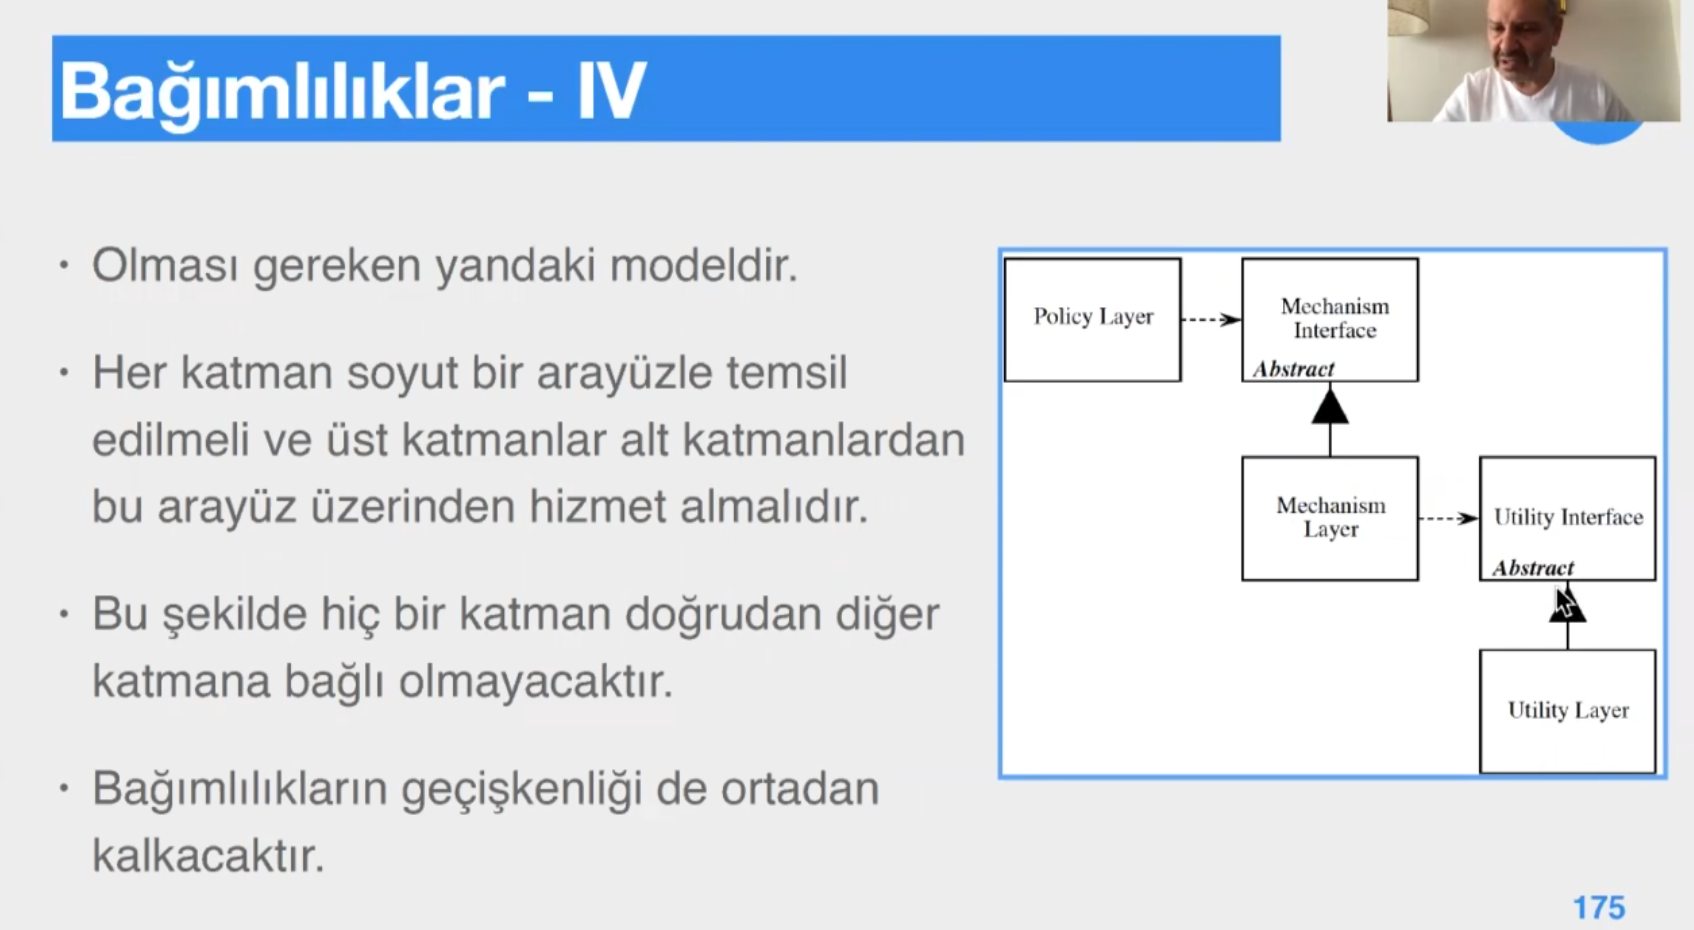 Bağımlılıklar - IV
• Olması gereken yandaki modeldir.
• Her katman soyut bir arayüzle temsil
edilmeli ve üst katmanlar alt katmanlardan
bu arayüz üzerinden hizmet almalıdır.
• Bu şekilde hiç bir katman doğrudan diğer
katmana bağlı olmayacaktır.
• Bağımlılıkların geçişkenliği de ortadan
kalkacaktır.
Policy Layer
Mechanism
Interface
Abstract
Mechanism
Layer
Utility Interface
Abstract
Utility Layer
175